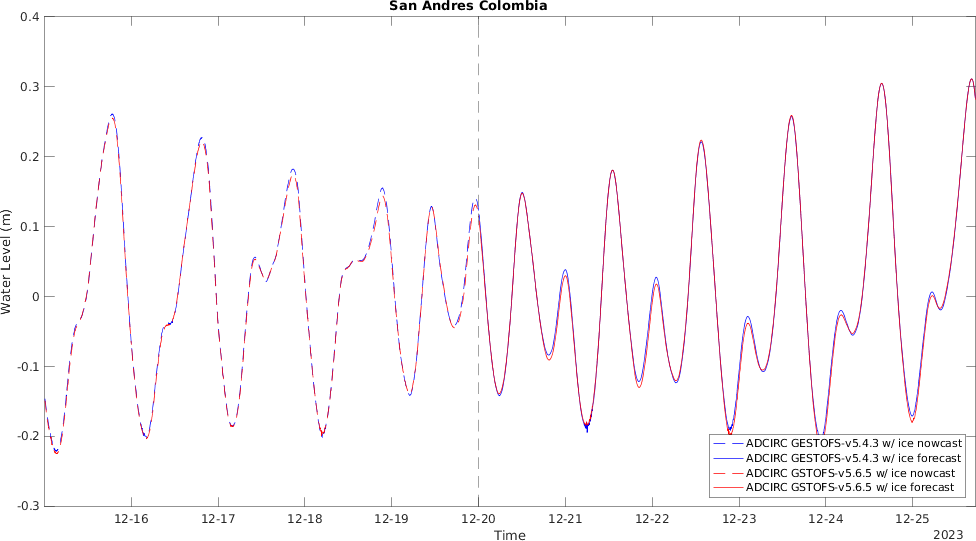 San Andres Colombia
0.4
0.3
0.2
0.1
0
-0.1
-0.2
-0.3
Water Level (m)
ADCIRC GESTOFS-v5.4.3 w/ ice nowcast
ADCIRC GSTOFS-v5.4.3 w/ ice forecast
ADCIRC GSTOFS-v5.6.5 w/ ice nowcast
ADCIRC GSTOFS-v5.6.5 w/ ice forecast
12-16 12-17 12-18 12-19 12-20 12-21 12-22 12-23 12-24 12-25
Time
2023